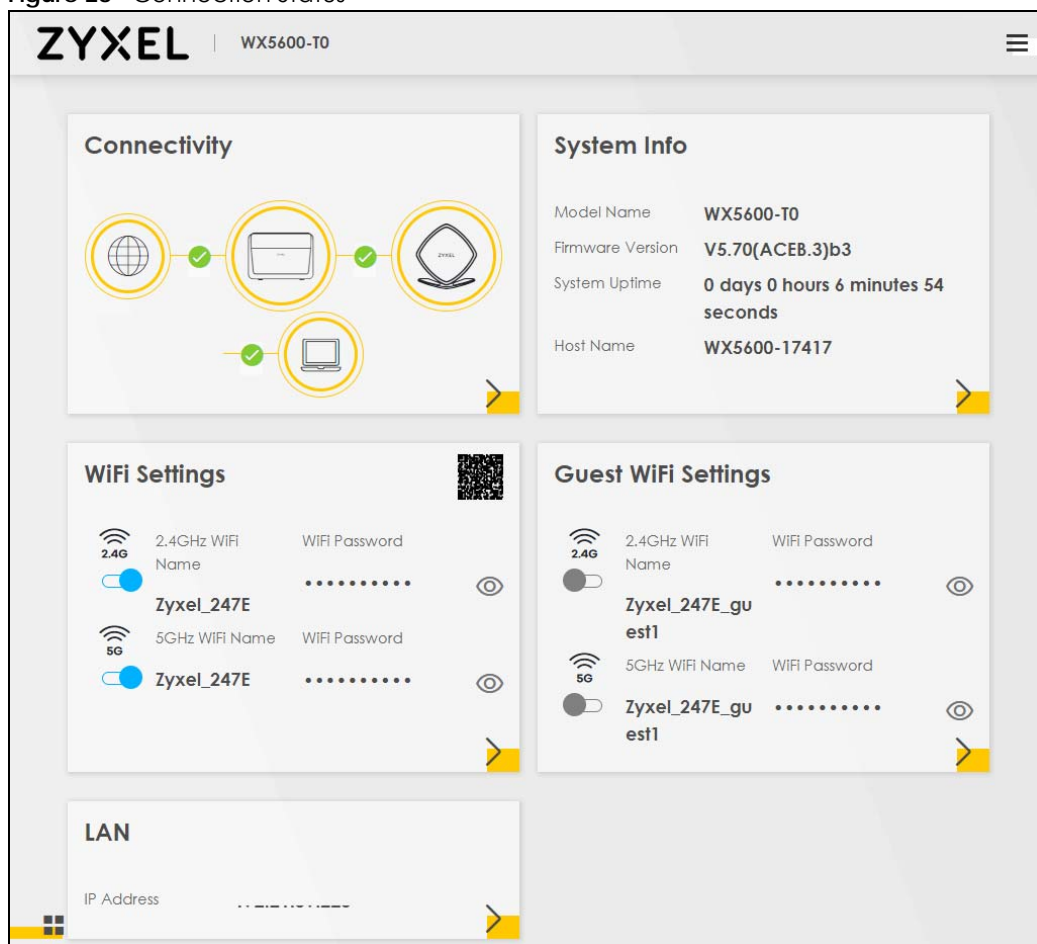 ZYXEL WX5600-T0
Connectivity
ZYXEL
System Info
Model Name WX5600-T0
Firmware Version V5.70(ACEB.3)b3
System Uptime 0 days 0 hours 6 minutes 54
seconds
Host Name WX5600-17417
WiFi Settings
2.4G
2.4GHz WiFi
Name
WiFi Password
Zyxel_247E
••••••••••
5G
5GHz WiFi Name
WiFi Password
Zyxel_247E
••••••••••
Guest WiFi Settings
2.4G
2.4GHz WiFi
Name
WiFi Password
Zyxel_247E_gu
est1
••••••••••
5G
5GHz WiFi Name
WiFi Password
Zyxel_247E_gu
est1
••••••••••
LAN
IP Address